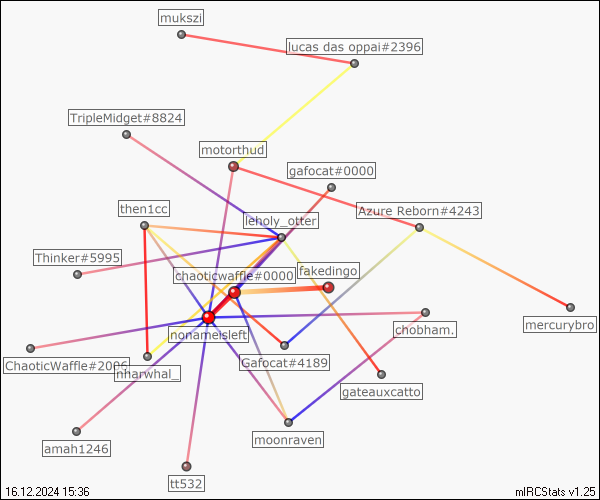 mukszi
lucas das oppai#2396
TripleMidget#8824
motorthud
gafocat#0000
then1cc
Azure Reborn#4243
leholy_otter
Thinker#5995
fakedingo
chaoticwaffle#0000
mercurybro
chobham.
nonameisleft
ChaoticWaffle#2006
Gafocat#4189
nharwhal_
gateauxcatto
moonraven
amah1246
tt532
16.12.2024 15:36
mIRCStats v1.25